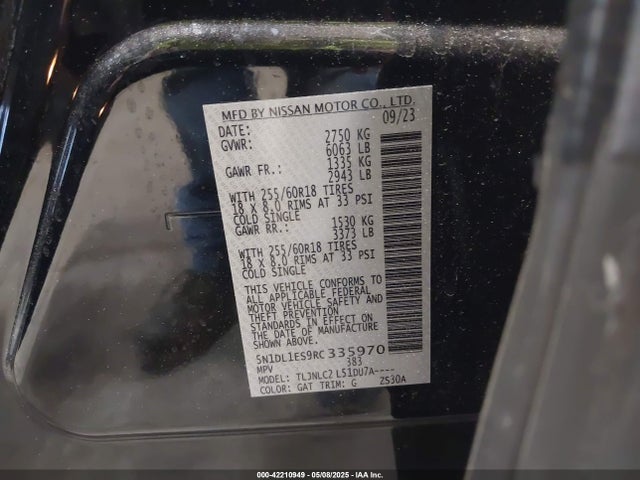 MFD BY NISSAN MOTOR CO., LTD.
DATE: 09/23
GVWR: 2750 KG
6063 LB
GAWR FR.: 1335 KG
2943 LB
WITH 255/60R18 TIRES
18 X 8.0 RIMS AT 33 PSI
COLD SINGLE
GAWR RR.: 1530 KG
3373 LB
WITH 255/60R18 TIRES
18 X 8.0 RIMS AT 33 PSI
COLD SINGLE
THIS VEHICLE CONFORMS TO
ALL APPLICABLE FEDERAL
MOTOR VEHICLE SAFETY AND
THEFT PREVENTION
STANDARDS IN EFFECT ON
THE DATE OF MANUFACTURE
SHOWN ABOVE.
5N1DL1ES9RC335970
MPV 383
MODEL: TLJNLC2 L51DU7A----
COLOR: GAT TRIM: G ZS30A
000-42210949 - 05/08/2025 - IAA Inc.